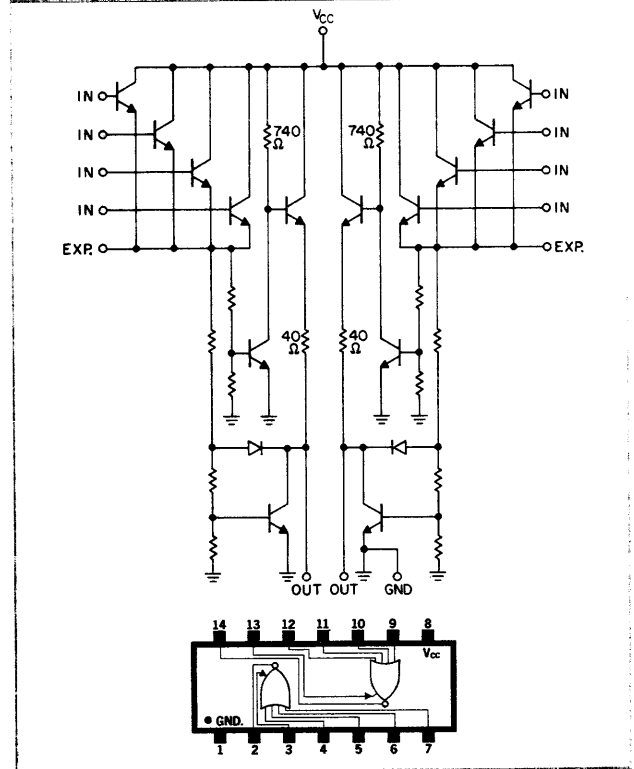 VCC
IN IN
IN IN
IN IN
IN IN
EXP. EXP.
740 Ω 740 Ω
40 Ω 40 Ω
OUT OUT GND
14 13 12 11 10 9 8
VCC
GND.
1 2 3 4 5 6 7